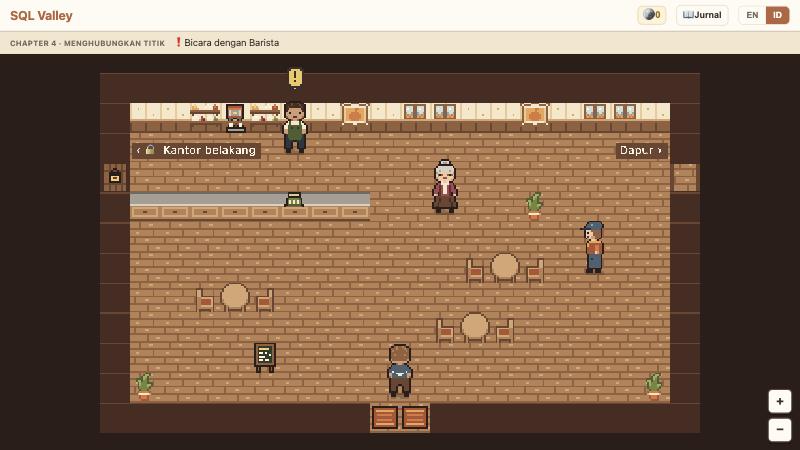 SQL Valley
0
Jurnal
EN
ID
CHAPTER 4 · MENGHUBUNGKAN TITIK
! Bicara dengan Barista
!
‹ Kantor belakang
Dapur ›
+
−